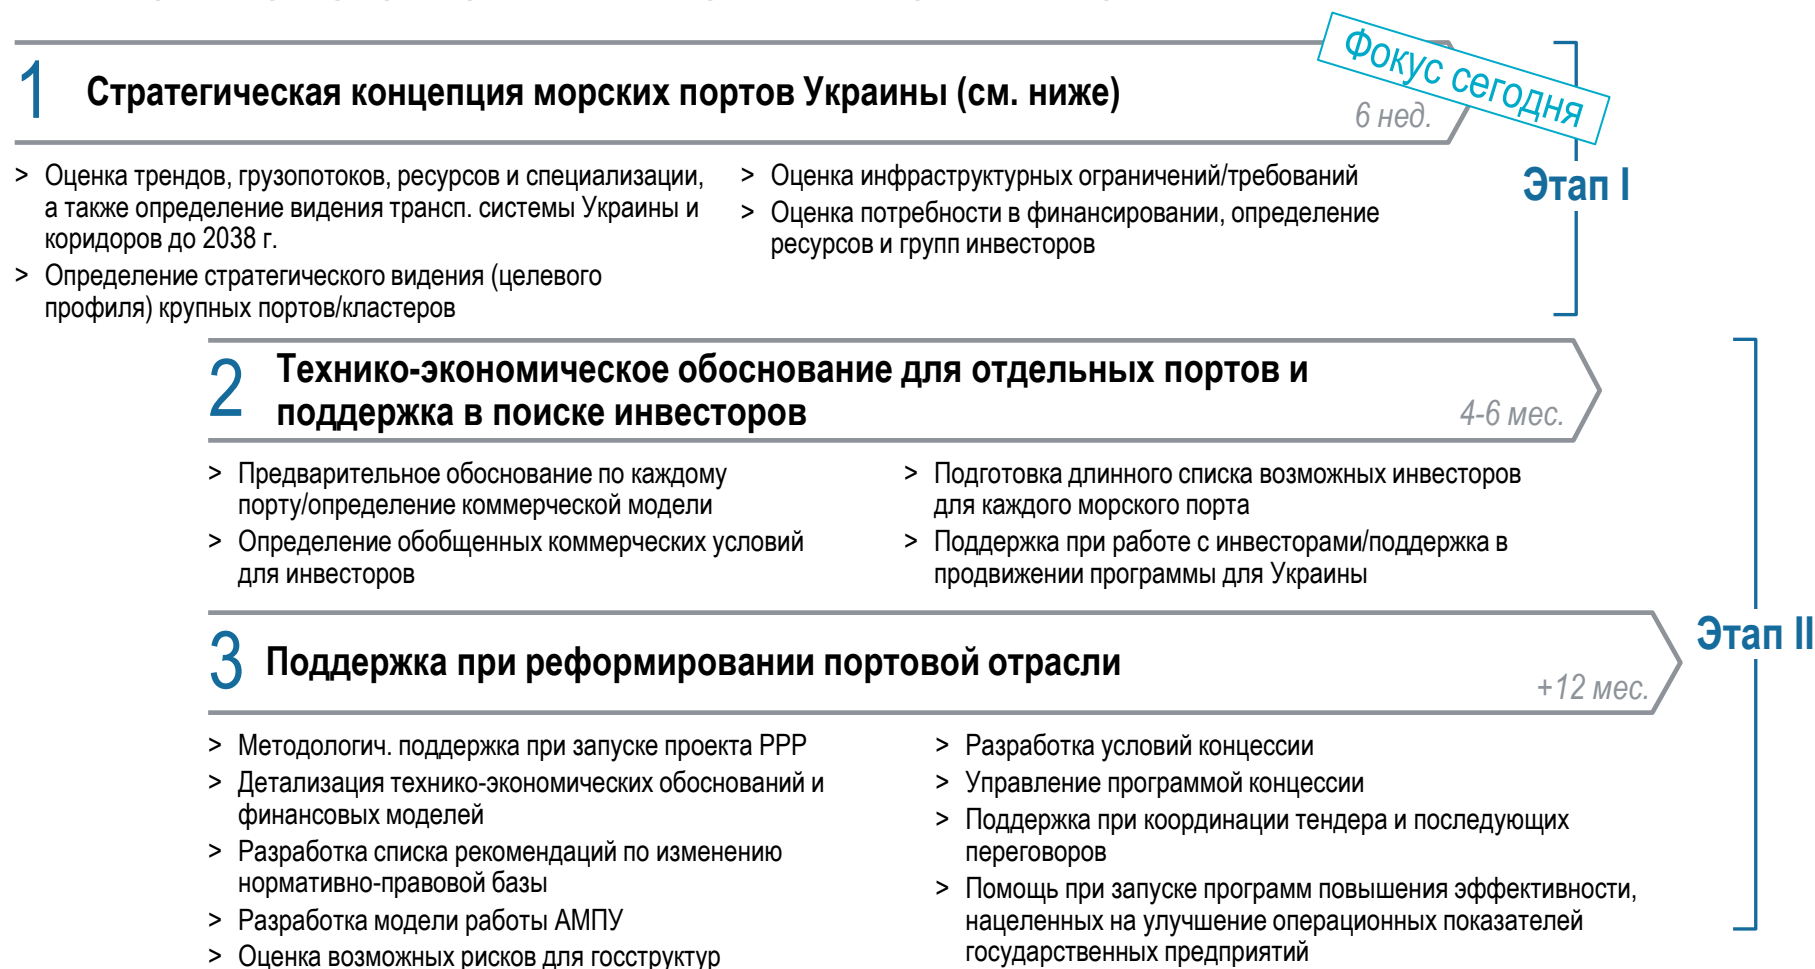 Фокус сегодня
1 Стратегическая концепция морских портов Украины (см. ниже)
6 нед.
Этап I
> Оценка трендов, грузопотоков, ресурсов и специализации,
а также определение видения трансп. системы Украины и
коридоров до 2038 г.
> Определение стратегического видения (целевого
профиля) крупных портов/кластеров
> Оценка инфраструктурных ограничений/требований
> Оценка потребности в финансировании, определение
ресурсов и групп инвесторов
2 Технико-экономическое обоснование для отдельных портов и
поддержка в поиске инвесторов
4-6 мес.
> Предварительное обоснование по каждому
порту/определение коммерческой модели
> Определение обобщенных коммерческих условий
для инвесторов
> Подготовка длинного списка возможных инвесторов
для каждого морского порта
> Поддержка при работе с инвесторами/поддержка в
продвижении программы для Украины
Этап II
3 Поддержка при реформировании портовой отрасли
+12 мес.
> Методологич. поддержка при запуске проекта PPP
> Детализация технико-экономических обоснований и
финансовых моделей
> Разработка списка рекомендаций по изменению
нормативно-правовой базы
> Разработка модели работы АМПУ
> Оценка возможных рисков для госструктур
> Разработка условий концессии
> Управление программой концессии
> Поддержка при координации тендера и последующих
переговоров
> Помощь при запуске программ повышения эффективности,
нацеленных на улучшение операционных показателей
государственных предприятий